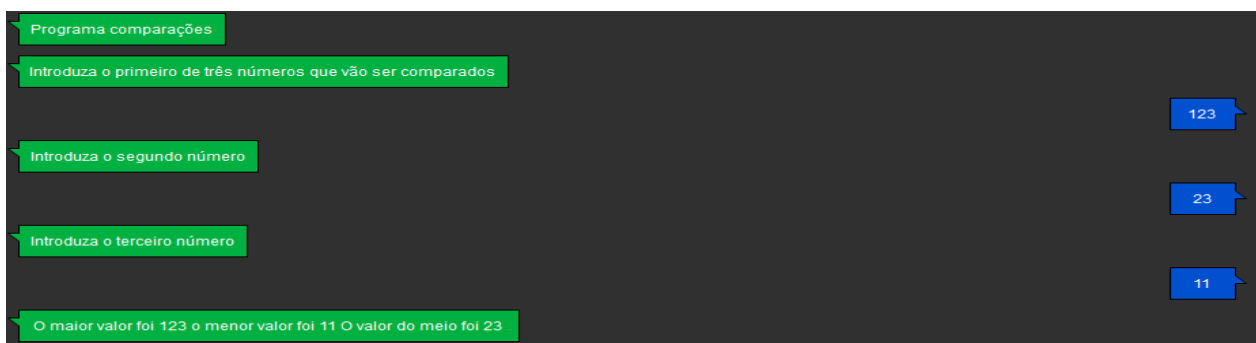 Programa comparações
Introduza o primeiro de três números que vão ser comparados
123
Introduza o segundo número
23
Introduza o terceiro número
11
O maior valor foi 123 o menor valor foi 11 O valor do meio foi 23